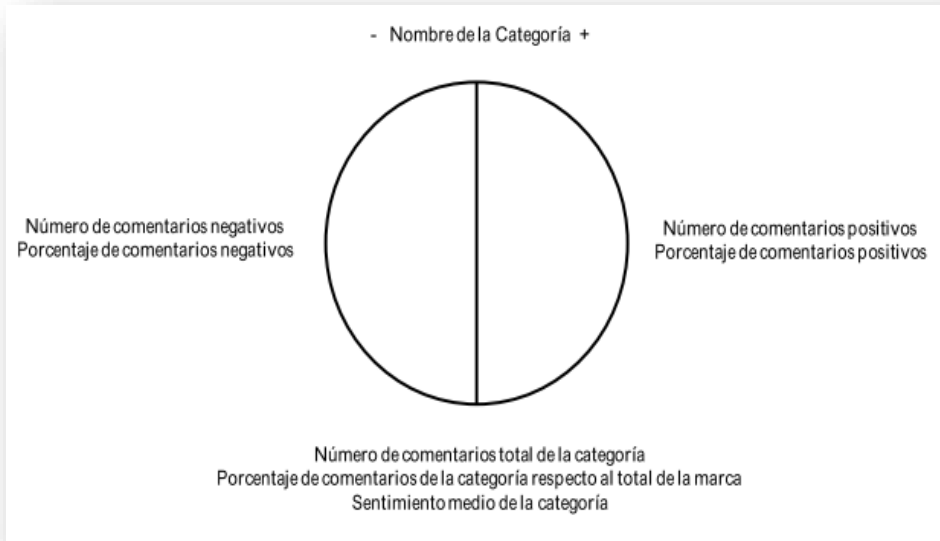 - Nombre de la Categoría +
Número de comentarios negativos
Porcentaje de comentarios negativos
Número de comentarios positivos
Porcentaje de comentarios positivos
Número de comentarios total de la categoría
Porcentaje de comentarios de la categoría respecto al total de la marca
Sentimiento medio de la categoría